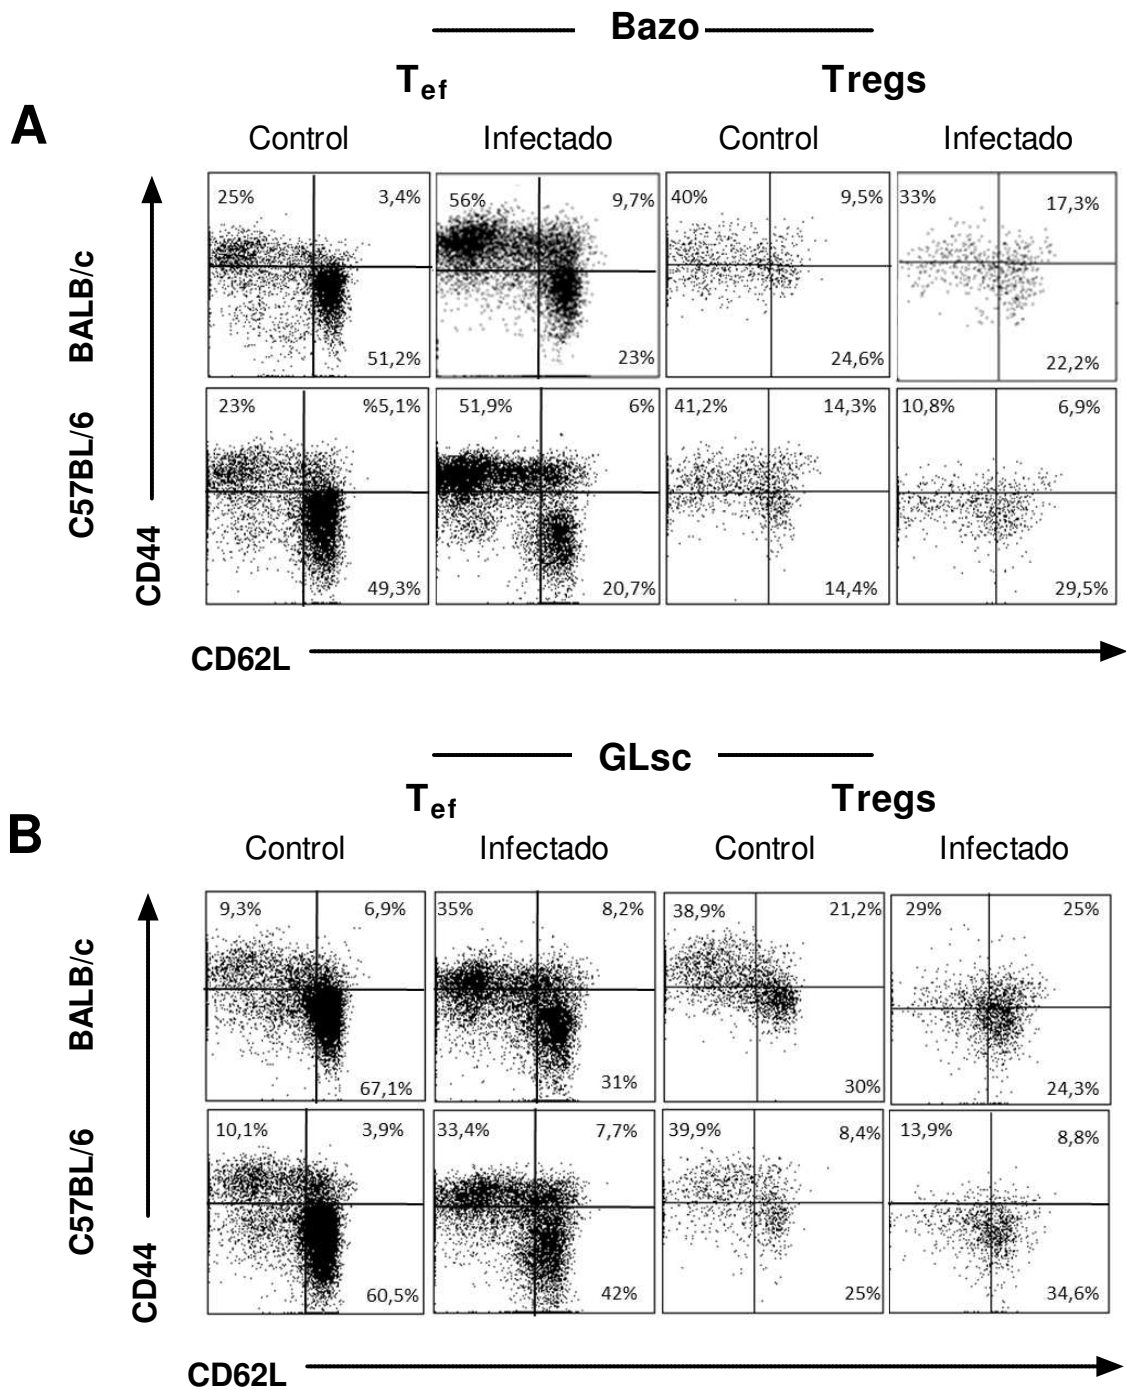 Bazo
T ef Tregs
A
Control Infectado Control Infectado
25% 3,4% 56% 9,7% 40% 9,5% 33% 17,3%
BALB/c
51,2% 23% 24,6% 22,2%
23% %5,1% 51,9% 6% 41,2% 14,3% 10,8% 6,9%
C57BL/6
CD44
49,3% 20,7% 14,4% 29,5%
CD62L
GLsc
T ef Tregs
B
Control Infectado Control Infectado
9,3% 6,9% 35% 8,2% 38,9% 21,2% 29% 25%
BALB/c
67,1% 31% 30% 24,3%
10,1% 3,9% 33,4% 7,7% 39,9% 8,4% 13,9% 8,8%
C57BL/6
CD44
60,5% 42% 25% 34,6%
CD62L